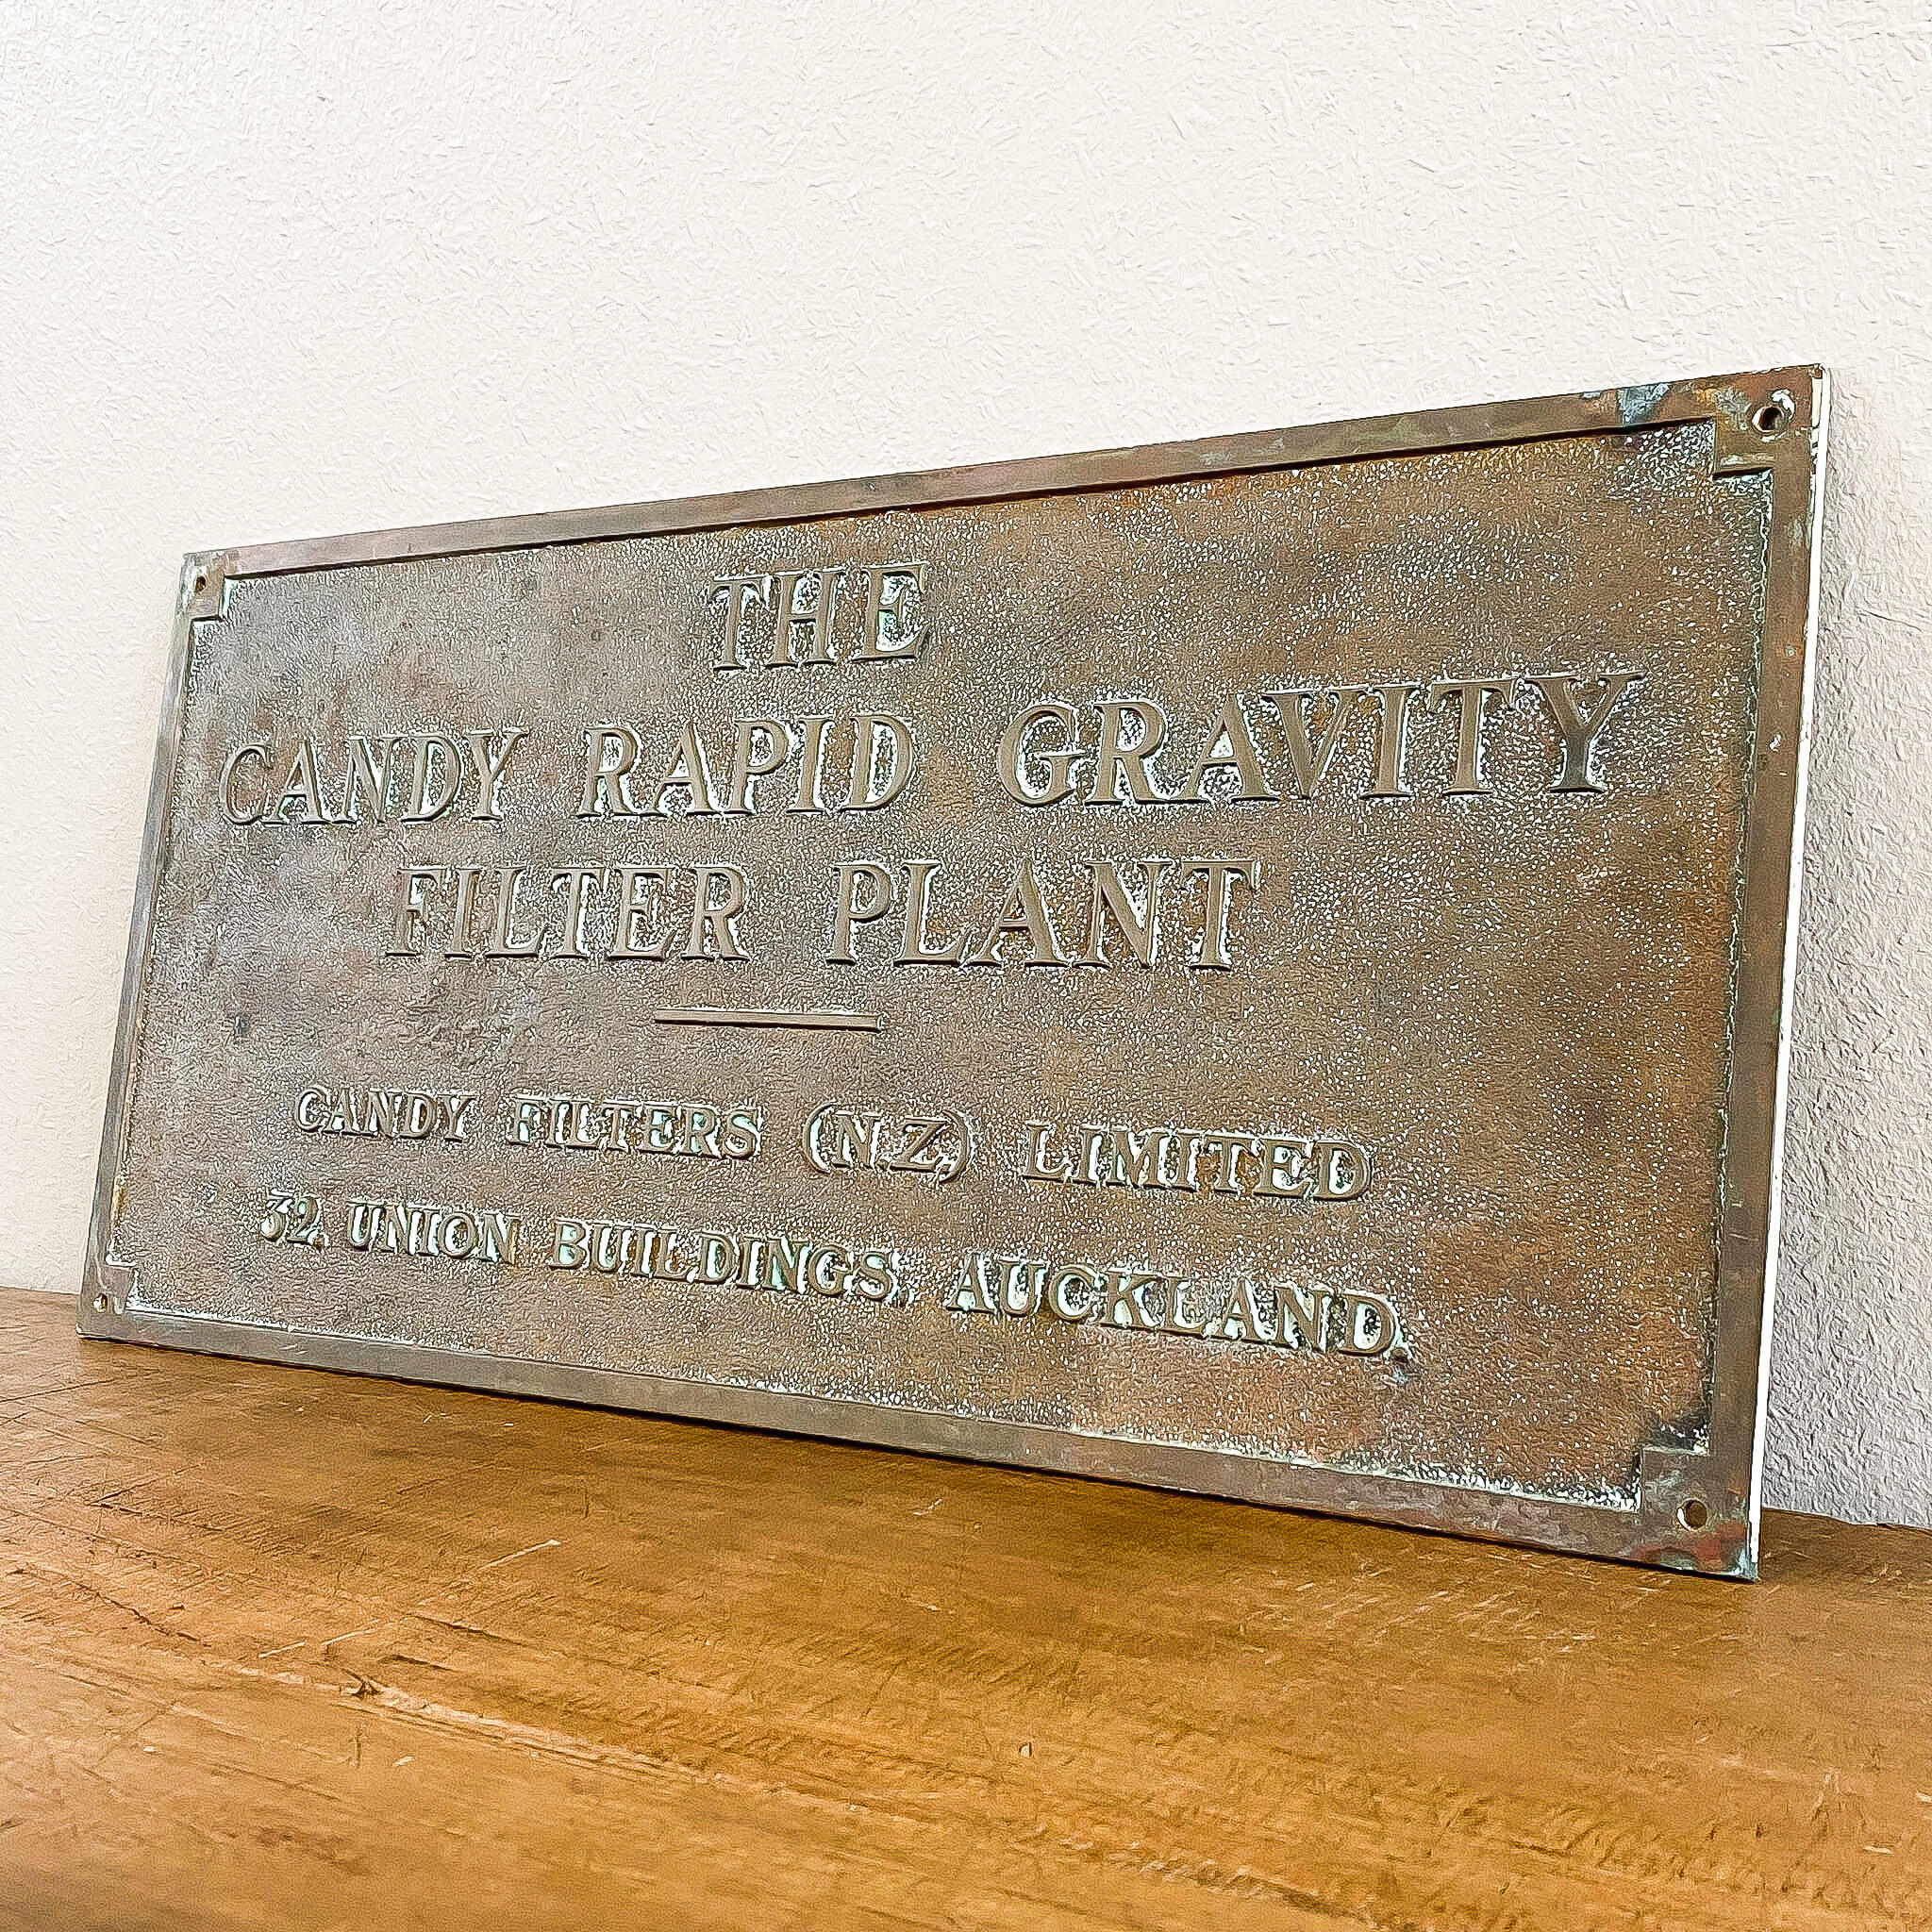 THE
CANDY RAPID GRAVITY
FILTER PLANT
CANDY FILTERS (N.Z.) LIMITED
32, UNION BUILDINGS, AUCKLAND.